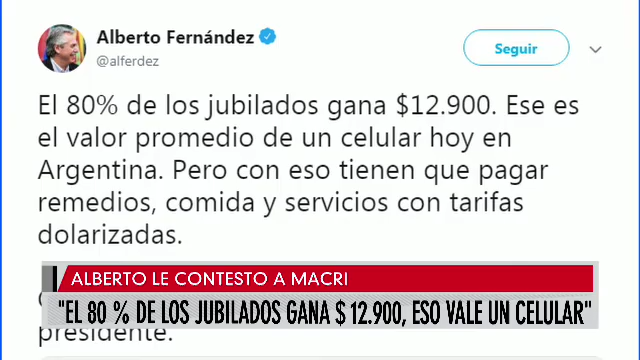 Alberto Fernández
@alferdez
Seguir
El 80% de los jubilados gana $12.900. Ese es
el valor promedio de un celular hoy en
Argentina. Pero con eso tienen que pagar
remedios, comida y servicios con tarifas
dolarizadas.
ALBERTO LE CONTESTO A MACRI
"EL 80 % DE LOS JUBILADOS GANA $ 12.900, ESO VALE UN CELULAR"
presidente.